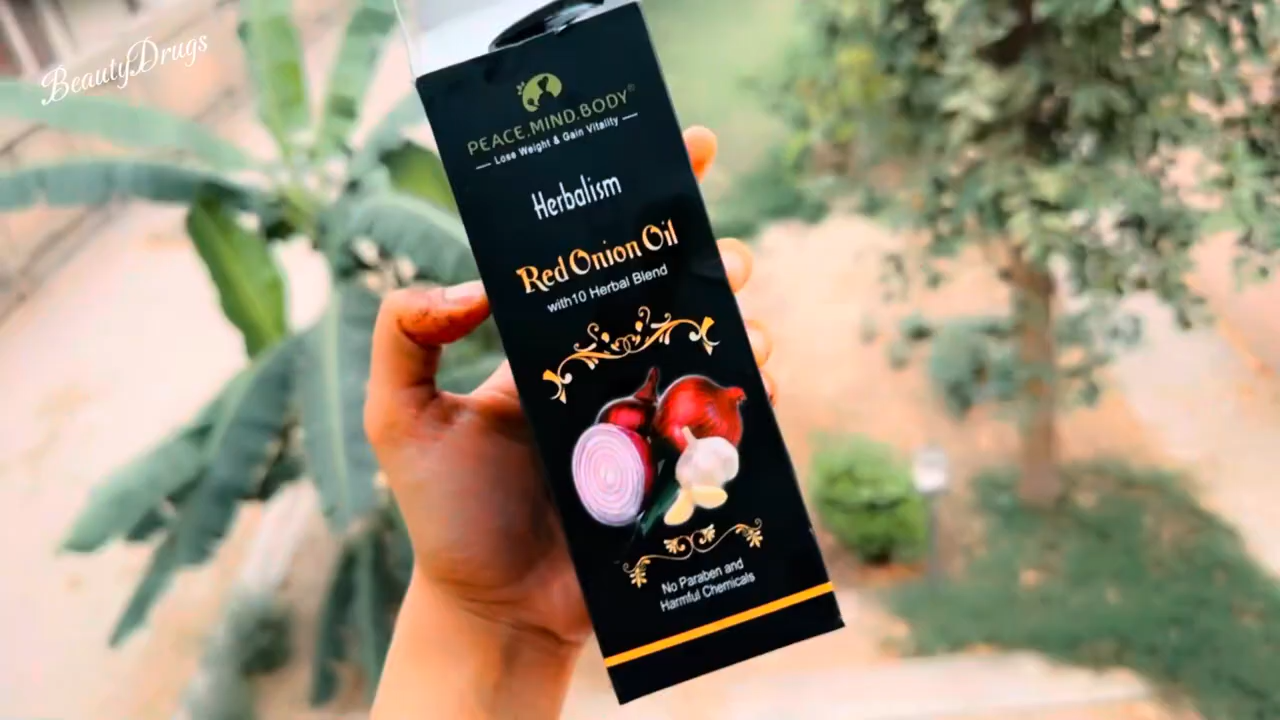 BeautyDrugs
PEACE.MIND.BODY®
Lose Weight & Gain Vitality
Herbalism
Red Onion Oil
with10 Herbal Blend
No Paraben and
Harmful Chemicals